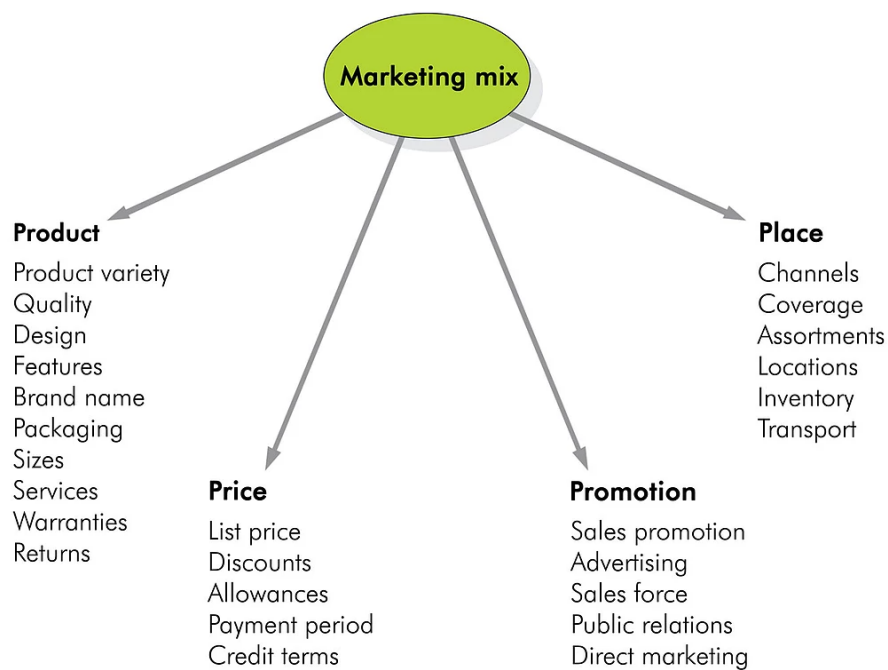 Marketing mix
Product
Product variety
Quality
Design
Features
Brand name
Packaging
Sizes
Services
Warranties
Returns
Price
List price
Discounts
Allowances
Payment period
Credit terms
Promotion
Sales promotion
Advertising
Sales force
Public relations
Direct marketing
Place
Channels
Coverage
Assortments
Locations
Inventory
Transport